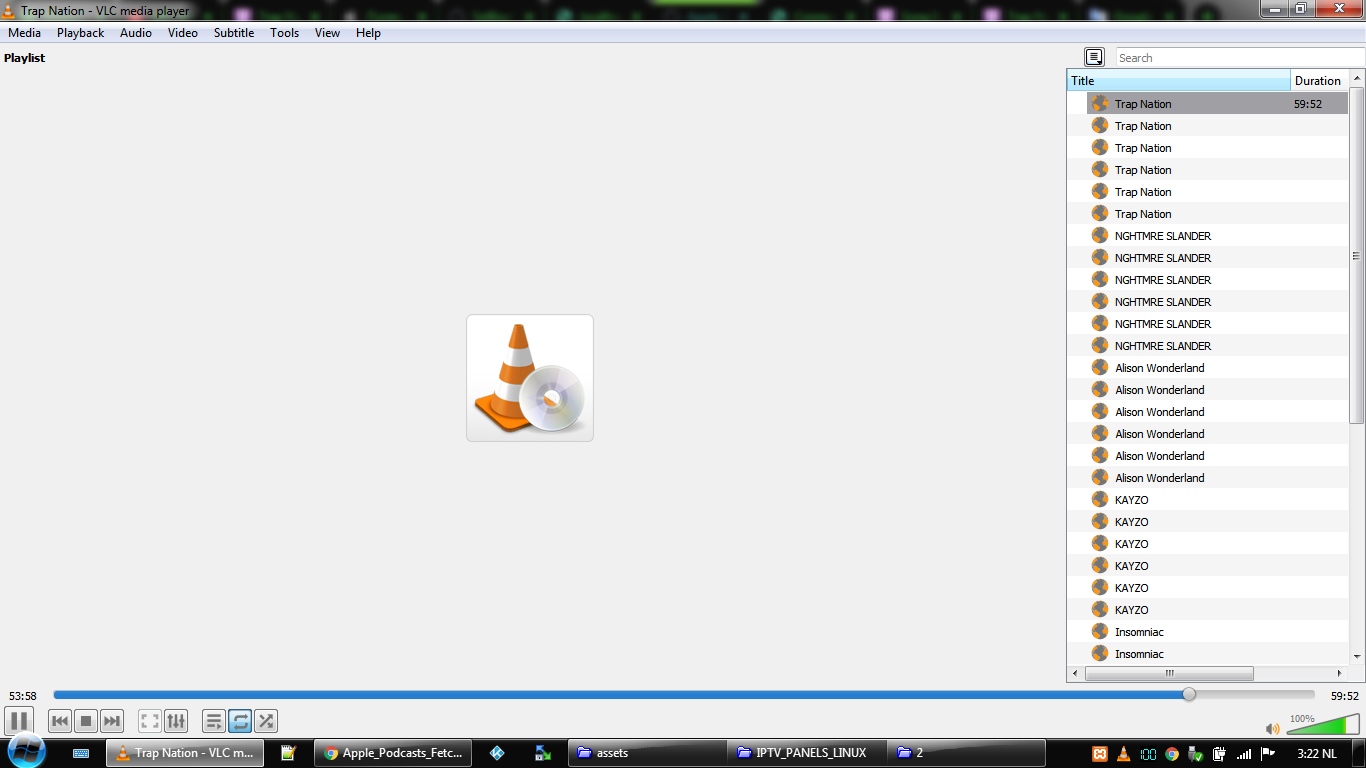 Trap Nation - VLC media player
Media Playback Audio Video Subtitle Tools View Help
Playlist
Search
Title Duration
Trap Nation 59:52
Trap Nation
Trap Nation
Trap Nation
Trap Nation
Trap Nation
NGHTMRE SLANDER
NGHTMRE SLANDER
NGHTMRE SLANDER
NGHTMRE SLANDER
NGHTMRE SLANDER
NGHTMRE SLANDER
Alison Wonderland
Alison Wonderland
Alison Wonderland
Alison Wonderland
Alison Wonderland
Alison Wonderland
KAYZO
KAYZO
KAYZO
KAYZO
KAYZO
KAYZO
Insomniac
Insomniac
53:58 59:52
100%
Trap Nation - VLC m... Apple_Podcasts_Fetc... assets IPTV_PANELS_LINUX 2 3:22 NL